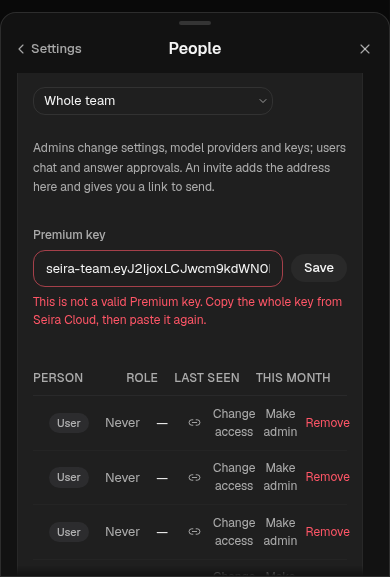 Settings
People
Whole team
Admins change settings, model providers and keys; users
chat and answer approvals. An invite adds the address
here and gives you a link to send.
Premium key
seira-team.eyJ2IjoxLCJwcm9kdWN0I
Save
This is not a valid Premium key. Copy the whole key from
Seira Cloud, then paste it again.
PERSON ROLE LAST SEEN THIS MONTH
User Never — Change access Make admin Remove
User Never — Change access Make admin Remove
User Never — Change access Make admin Remove